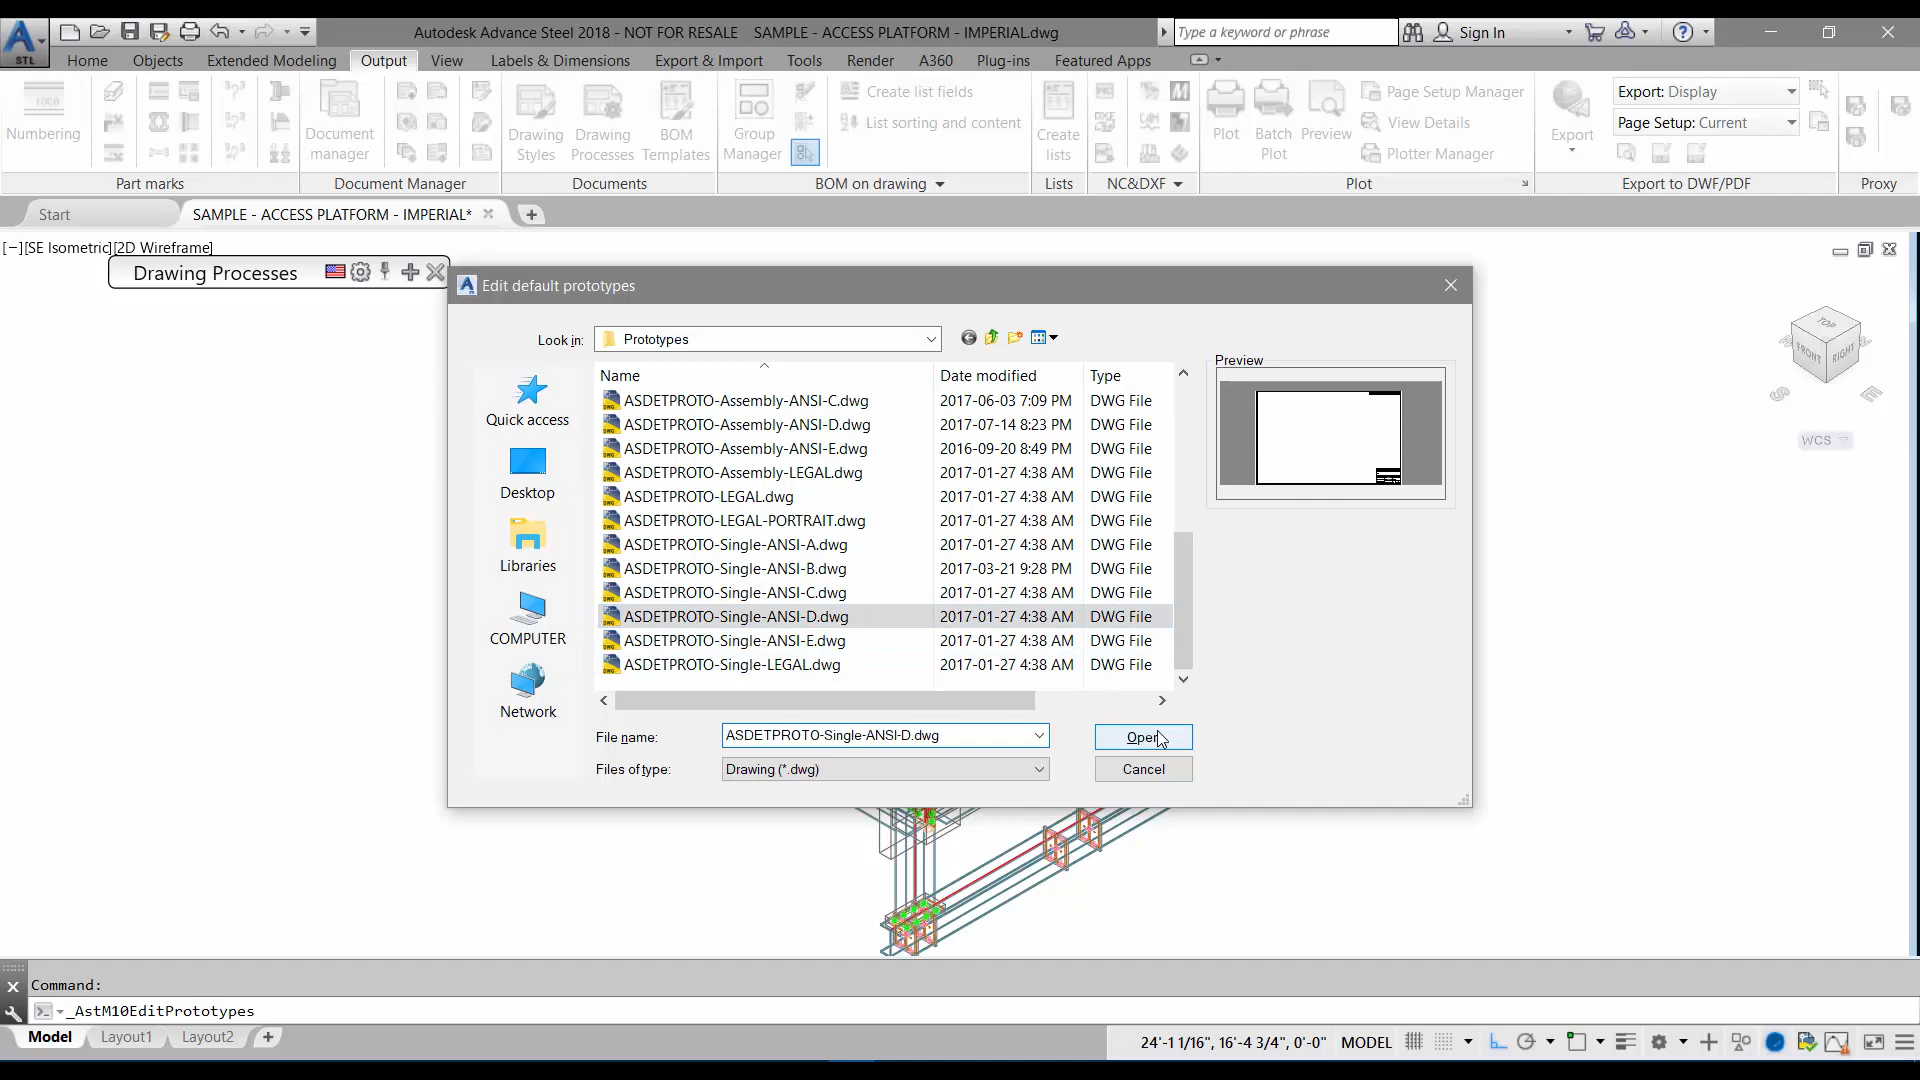 STL
Autodesk Advance Steel 2018 - NOT FOR RESALE SAMPLE - ACCESS PLATFORM - IMPERIAL.dwg
Type a keyword or phrase
Sign In
Home Objects Extended Modeling Output View Labels & Dimensions Export & Import Tools Render A360 Plug-ins Featured Apps
Numbering
Document manager
Drawing Styles
Drawing Processes
BOM Templates
Group Manager
Create list fields
List sorting and content
Create lists
Plot
Batch Plot
Preview
Page Setup Manager
View Details
Plotter Manager
Export
Export: Display
Page Setup: Current
Part marks Document Manager Documents BOM on drawing Lists NC&DXF Plot Export to DWF/PDF Proxy
Start SAMPLE - ACCESS PLATFORM - IMPERIAL*
[−][SE Isometric][2D Wireframe]
Drawing Processes
Edit default prototypes
Look in: Prototypes
Preview
Name Date modified Type
ASDETPROTO-Assembly-ANSI-C.dwg 2017-06-03 7:09 PM DWG File
ASDETPROTO-Assembly-ANSI-D.dwg 2017-07-14 8:23 PM DWG File
ASDETPROTO-Assembly-ANSI-E.dwg 2016-09-20 8:49 PM DWG File
ASDETPROTO-Assembly-LEGAL.dwg 2017-01-27 4:38 AM DWG File
ASDETPROTO-LEGAL.dwg 2017-01-27 4:38 AM DWG File
ASDETPROTO-LEGAL-PORTRAIT.dwg 2017-01-27 4:38 AM DWG File
ASDETPROTO-Single-ANSI-A.dwg 2017-01-27 4:38 AM DWG File
ASDETPROTO-Single-ANSI-B.dwg 2017-03-21 9:28 PM DWG File
ASDETPROTO-Single-ANSI-C.dwg 2017-01-27 4:38 AM DWG File
ASDETPROTO-Single-ANSI-D.dwg 2017-01-27 4:38 AM DWG File
ASDETPROTO-Single-ANSI-E.dwg 2017-01-27 4:38 AM DWG File
ASDETPROTO-Single-LEGAL.dwg 2017-01-27 4:38 AM DWG File
Quick access
Desktop
Libraries
COMPUTER
Network
File name: ASDETPROTO-Single-ANSI-D.dwg
Open
Files of type: Drawing (*.dwg)
Cancel
TOP
FRONT
RIGHT
S
E
WCS
Command:
_AstM10EditPrototypes
Model Layout1 Layout2
24'-1 1/16", 16'-4 3/4", 0'-0" MODEL